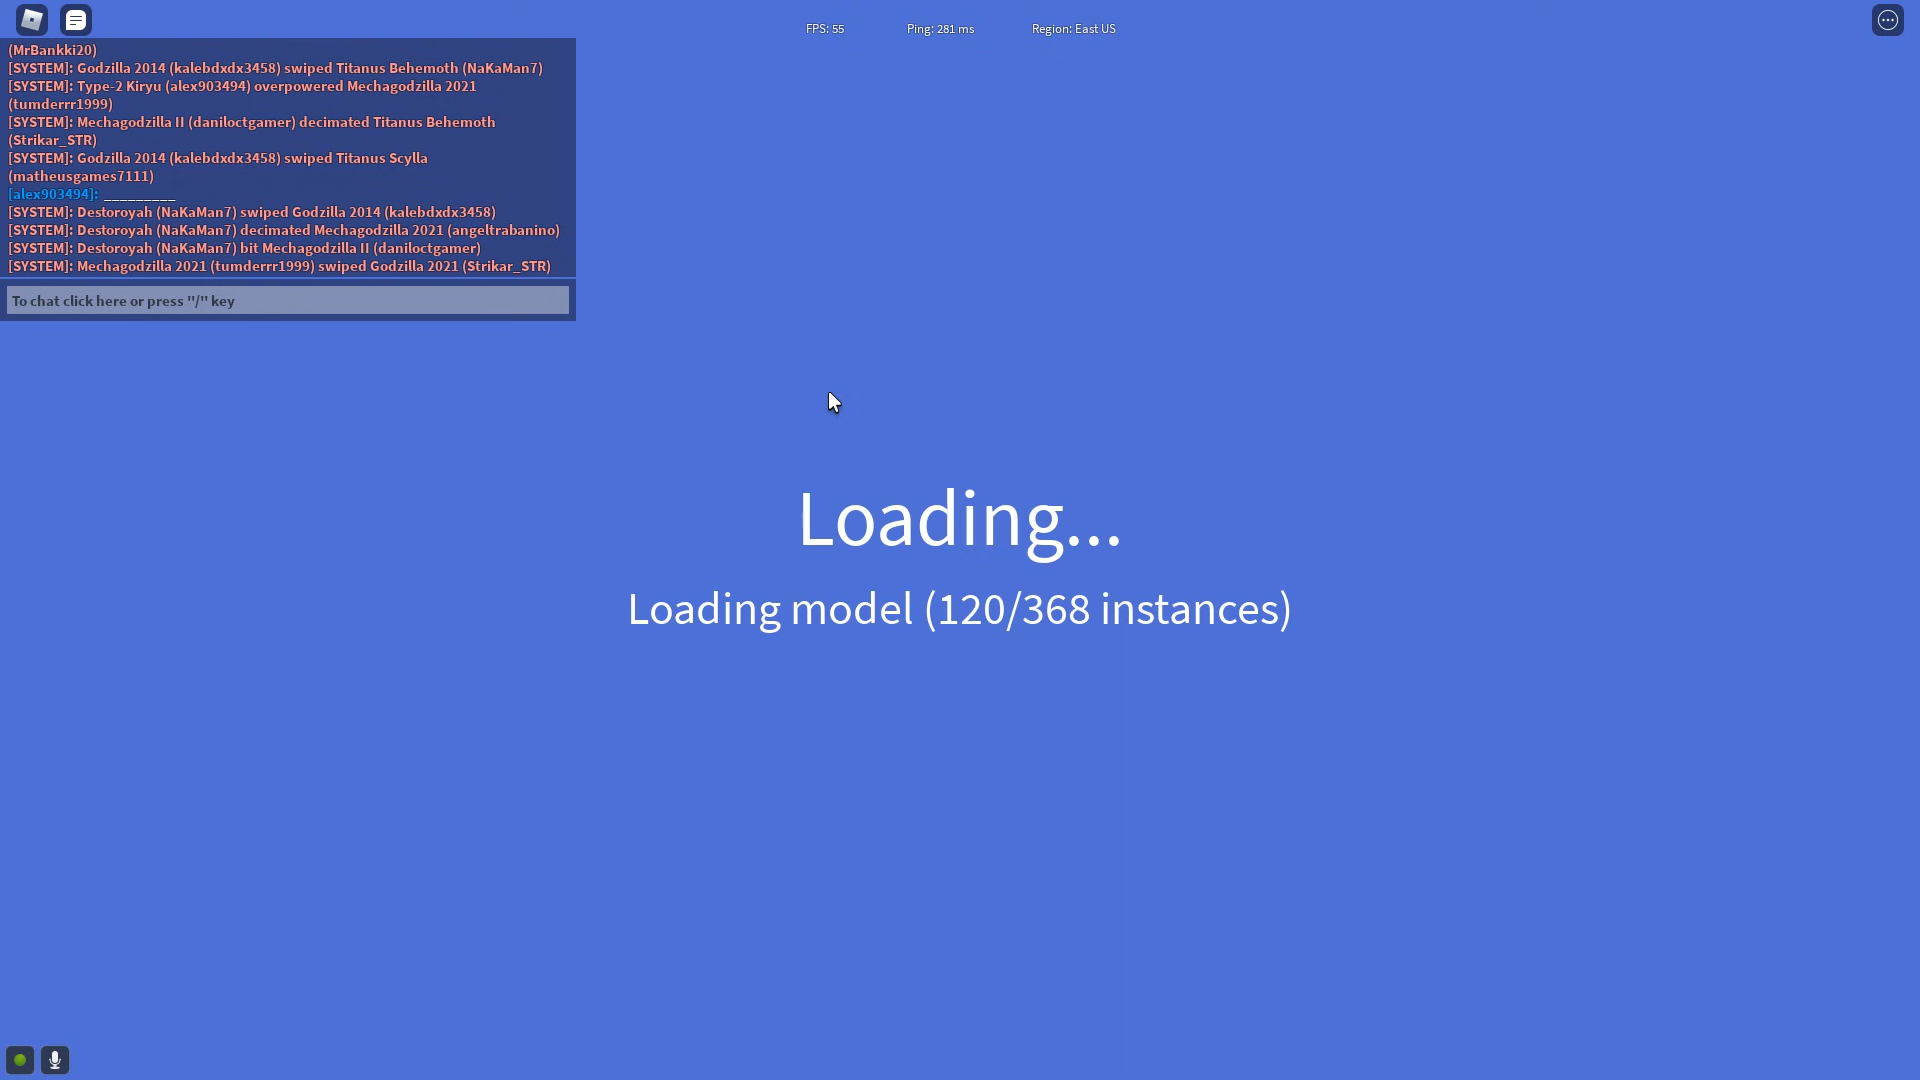 FPS: 55 Ping: 281 ms Region: East US
(MrBankki20)
[SYSTEM]: Godzilla 2014 (kalebdxdx3458) swiped Titanus Behemoth (NaKaMan7)
[SYSTEM]: Type-2 Kiryu (alex903494) overpowered Mechagodzilla 2021
(tumderrr1999)
[SYSTEM]: Mechagodzilla II (daniloctgamer) decimated Titanus Behemoth
(Strikar_STR)
[SYSTEM]: Godzilla 2014 (kalebdxdx3458) swiped Titanus Scylla
(matheusgames7111)
[alex903494]: _________
[SYSTEM]: Destoroyah (NaKaMan7) swiped Godzilla 2014 (kalebdxdx3458)
[SYSTEM]: Destoroyah (NaKaMan7) decimated Mechagodzilla 2021 (angeltrabanino)
[SYSTEM]: Destoroyah (NaKaMan7) bit Mechagodzilla II (daniloctgamer)
[SYSTEM]: Mechagodzilla 2021 (tumderrr1999) swiped Godzilla 2021 (Strikar_STR)
To chat click here or press "/" key
Loading...
Loading model (120/368 instances)